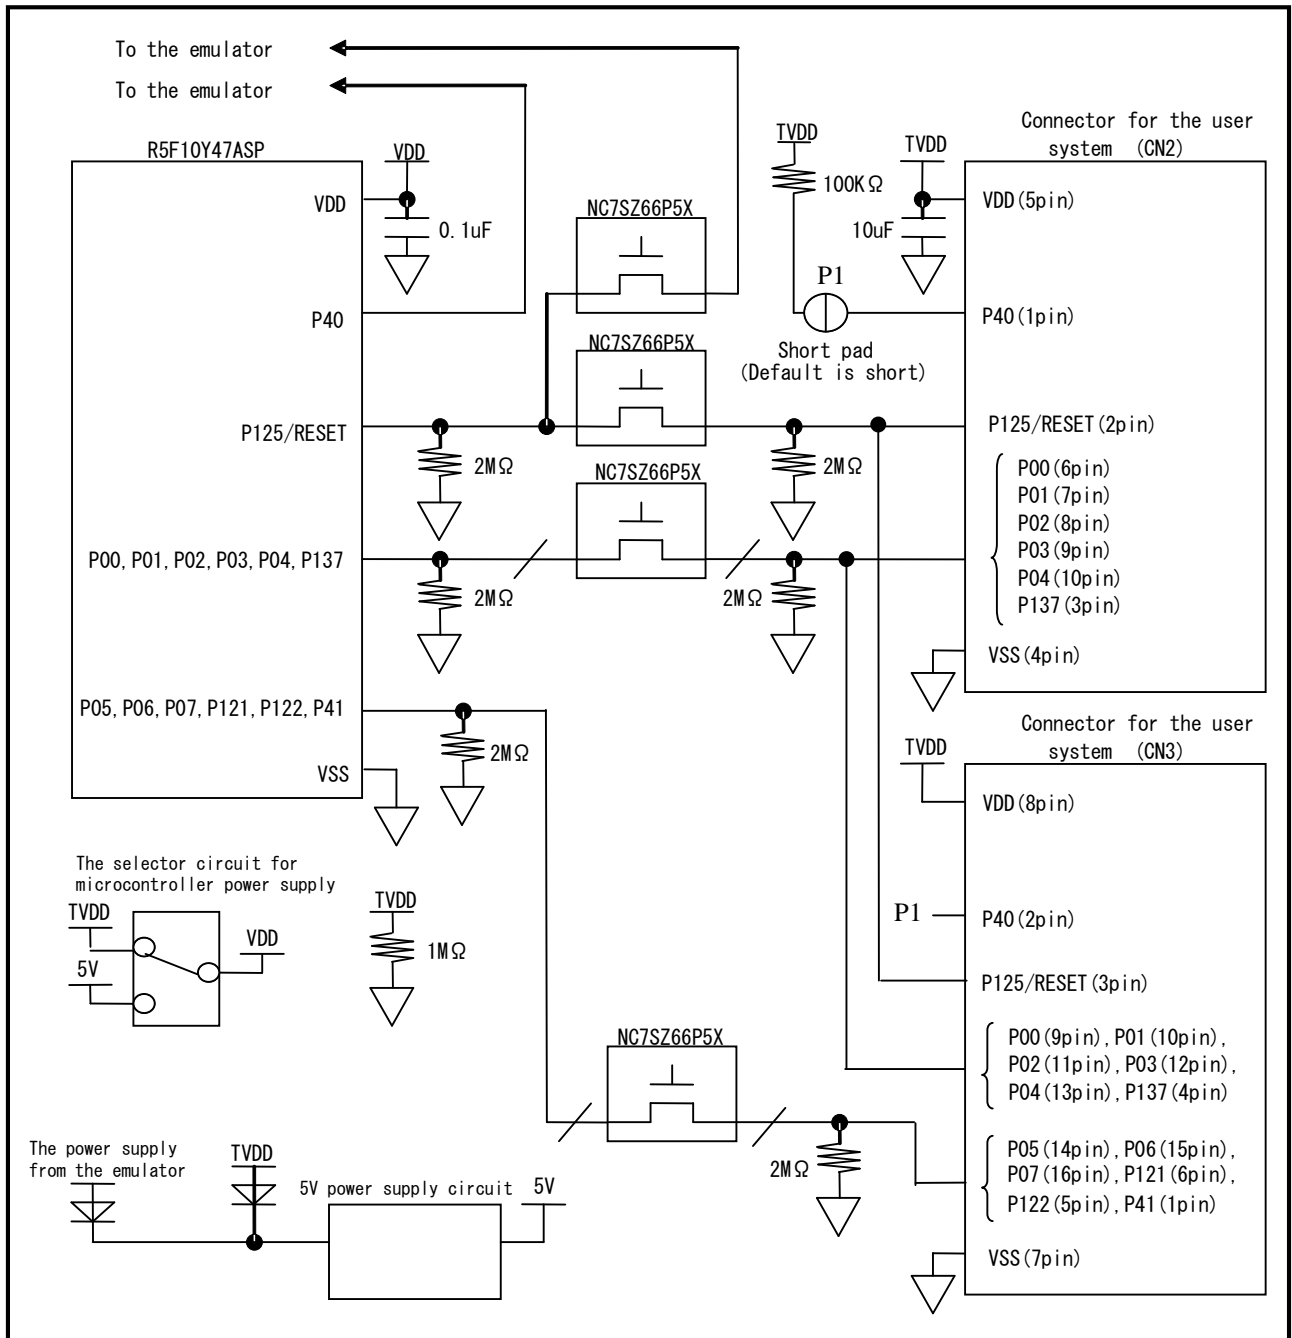 To the emulator
To the emulator
R5F10Y47ASP
VDD
VDD
0.1uF
P40
P125/RESET
P00, P01, P02, P03, P04, P137
P05, P06, P07, P121, P122, P41
VSS
NC7SZ66P5X
NC7SZ66P5X
NC7SZ66P5X
2MΩ
2MΩ
2MΩ
2MΩ
2MΩ
TVDD
100KΩ
P1
Short pad
(Default is short)
TVDD
10uF
Connector for the user
system (CN2)
VDD(5pin)
P40(1pin)
P125/RESET(2pin)
P00(6pin)
P01(7pin)
P02(8pin)
P03(9pin)
P04(10pin)
P137(3pin)
VSS(4pin)
Connector for the user
system (CN3)
TVDD
VDD(8pin)
P1
P40(2pin)
P125/RESET(3pin)
P00(9pin), P01(10pin),
P02(11pin), P03(12pin),
P04(13pin), P137(4pin)
P05(14pin), P06(15pin),
P07(16pin), P121(6pin),
P122(5pin), P41(1pin)
VSS(7pin)
The selector circuit for
microcontroller power supply
TVDD
5V
VDD
TVDD
1MΩ
NC7SZ66P5X
2MΩ
The power supply
from the emulator
TVDD
5V power supply circuit
5V